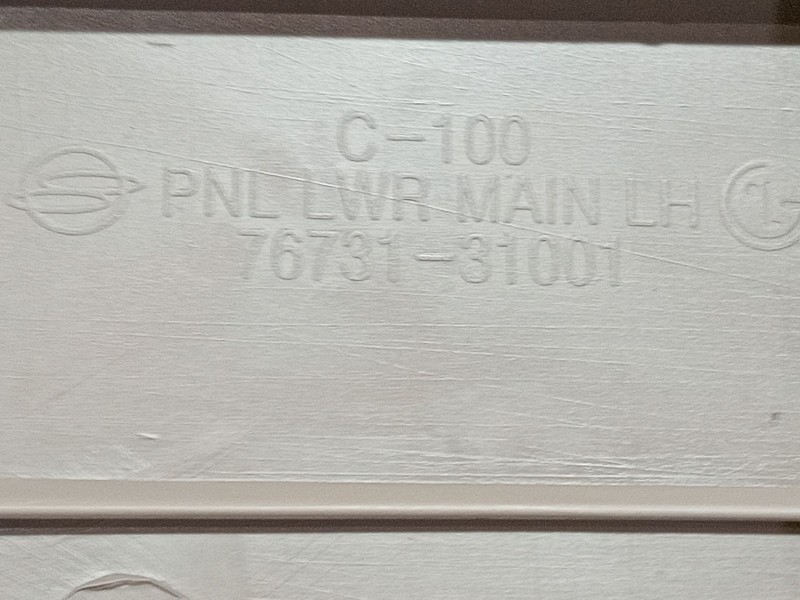 C-100
PNL LWR MAIN LH
76731-31001